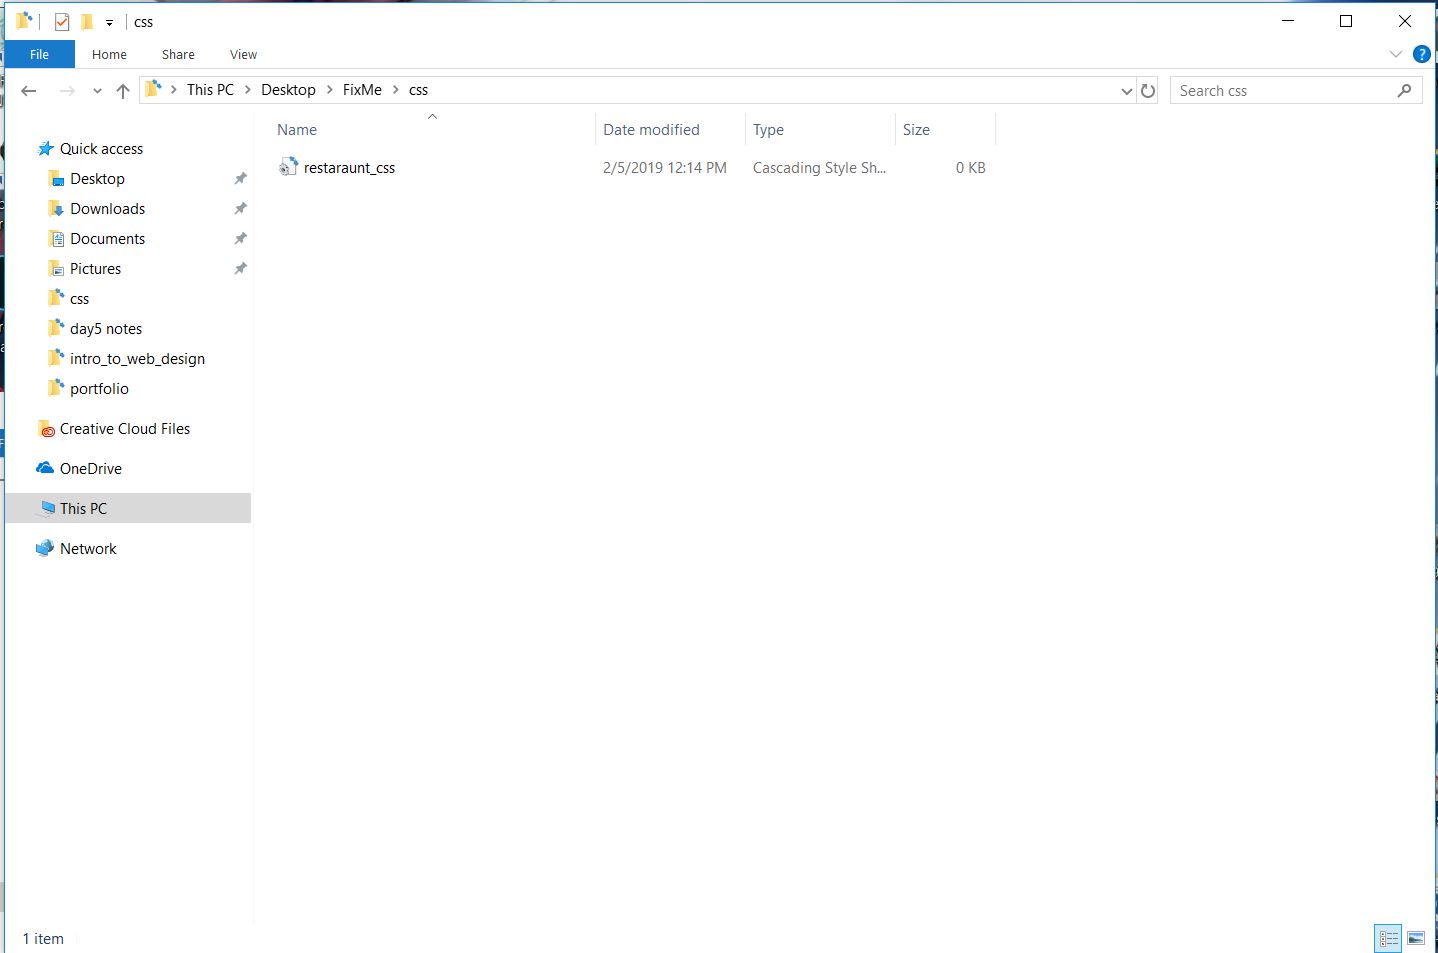 css
File Home Share View
This PC Desktop FixMe css
Search css
Name Date modified Type Size
restaraunt_css 2/5/2019 12:14 PM Cascading Style Sh... 0 KB
Quick access
Desktop
Downloads
Documents
Pictures
css
day5 notes
intro_to_web_design
portfolio
Creative Cloud Files
OneDrive
This PC
Network
1 item